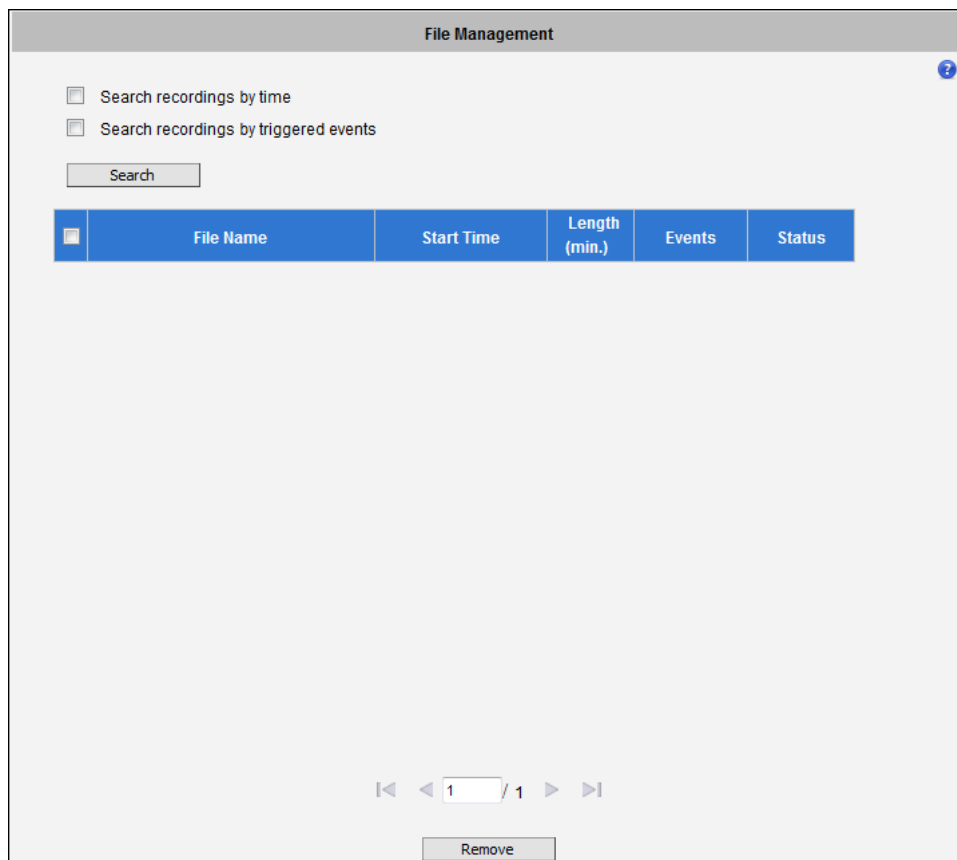 File Management
?
Search recordings by time
Search recordings by triggered events
Search
File Name Start Time Length (min.) Events Status
1 / 1
Remove